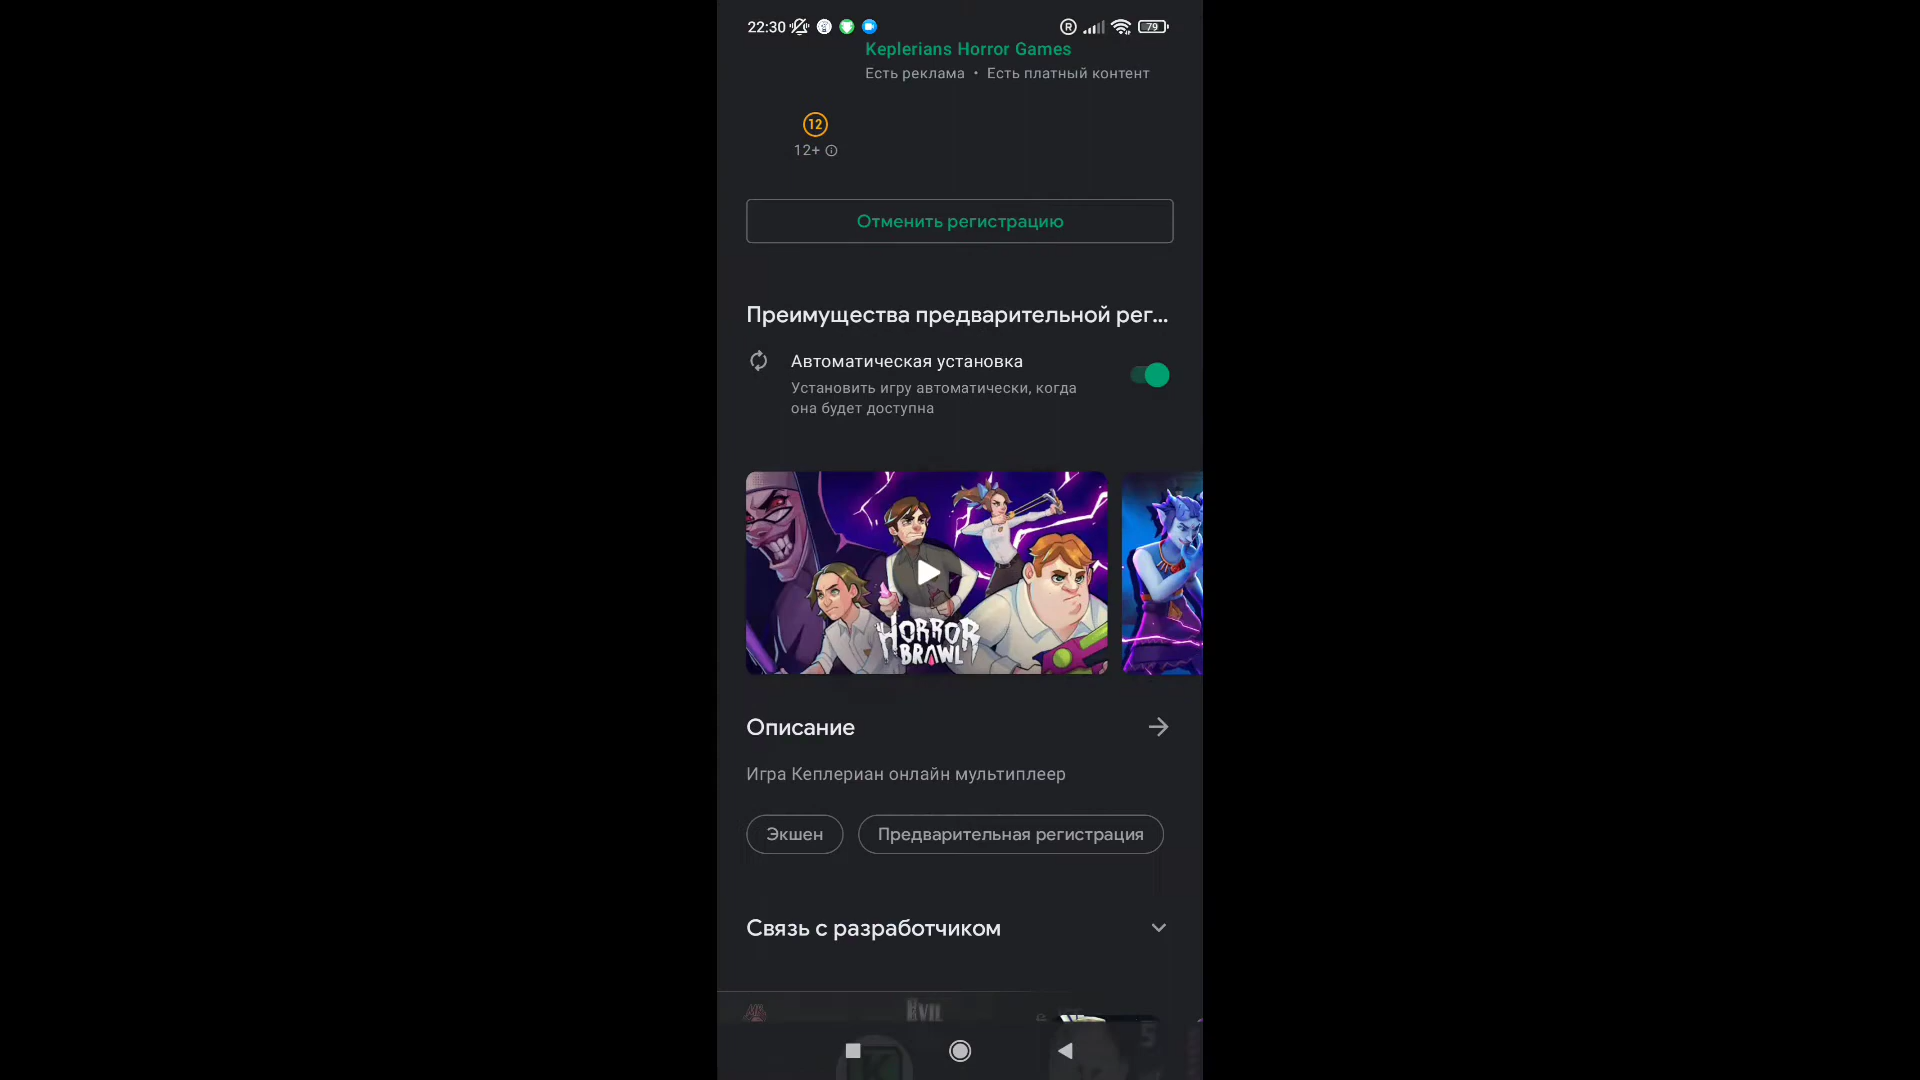 22:30
79
Keplerians Horror Games
Есть реклама • Есть платный контент
12
12+
Отменить регистрацию
Преимущества предварительной рег...
Автоматическая установка
Установить игру автоматически, когда
она будет доступна
HORROR
BRAWL
Описание
Игра Кеплериан онлайн мультиплеер
Экшен
Предварительная регистрация
Связь с разработчиком
EVIL